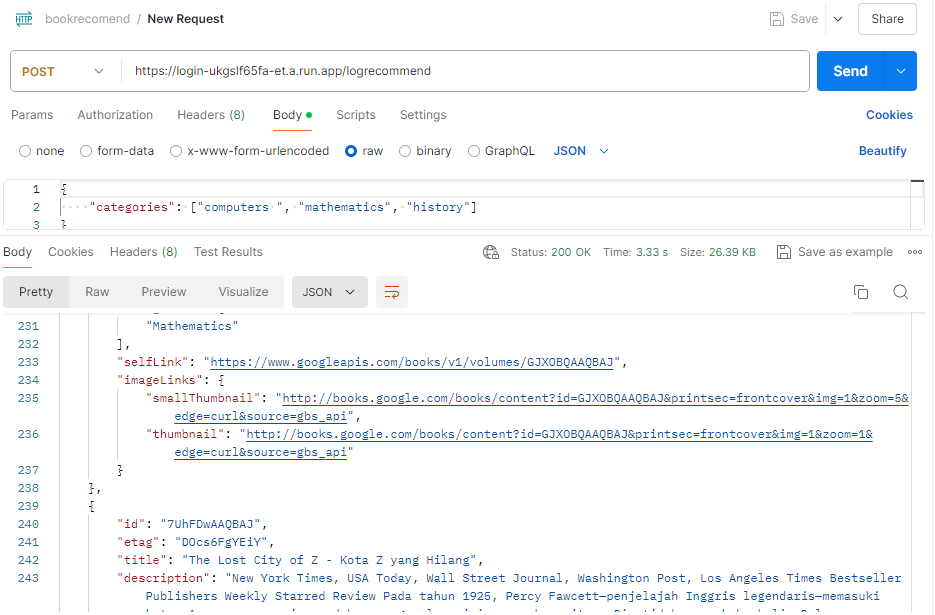 HTTP bookrecomend / New Request Save Share
POST https://login-ukgslf65fa-et.a.run.app/logrecommend Send
Params Authorization Headers (8) Body Scripts Settings Cookies
none form-data x-www-form-urlencoded raw binary GraphQL JSON Beautify
1 {
2 "categories": ["computers ", "mathematics", "history"]
3 }
Body Cookies Headers (8) Test Results Status: 200 OK Time: 3.33 s Size: 26.39 KB Save as example
Pretty Raw Preview Visualize JSON
231 "Mathematics"
232 ],
233 "selfLink": "https://www.googleapis.com/books/v1/volumes/GJXOBQAAQBAJ",
234 "imageLinks": {
235 "smallThumbnail": "http://books.google.com/books/content?id=GJXOBQAAQBAJ&printsec=frontcover&img=1&zoom=5&
edge=curl&source=gbs_api",
236 "thumbnail": "http://books.google.com/books/content?id=GJXOBQAAQBAJ&printsec=frontcover&img=1&zoom=1&
edge=curl&source=gbs_api"
237 }
238 },
239 {
240 "id": "7UhFDwAAQBAJ",
241 "etag": "DOcs6FgYEiY",
242 "title": "The Lost City of Z - Kota Z yang Hilang",
243 "description": "New York Times, USA Today, Wall Street Journal, Washington Post, Los Angeles Times Bestseller
Publishers Weekly Starred Review Pada tahun 1925, Percy Fawcett—penjelajah Inggris legendaris—memasuki